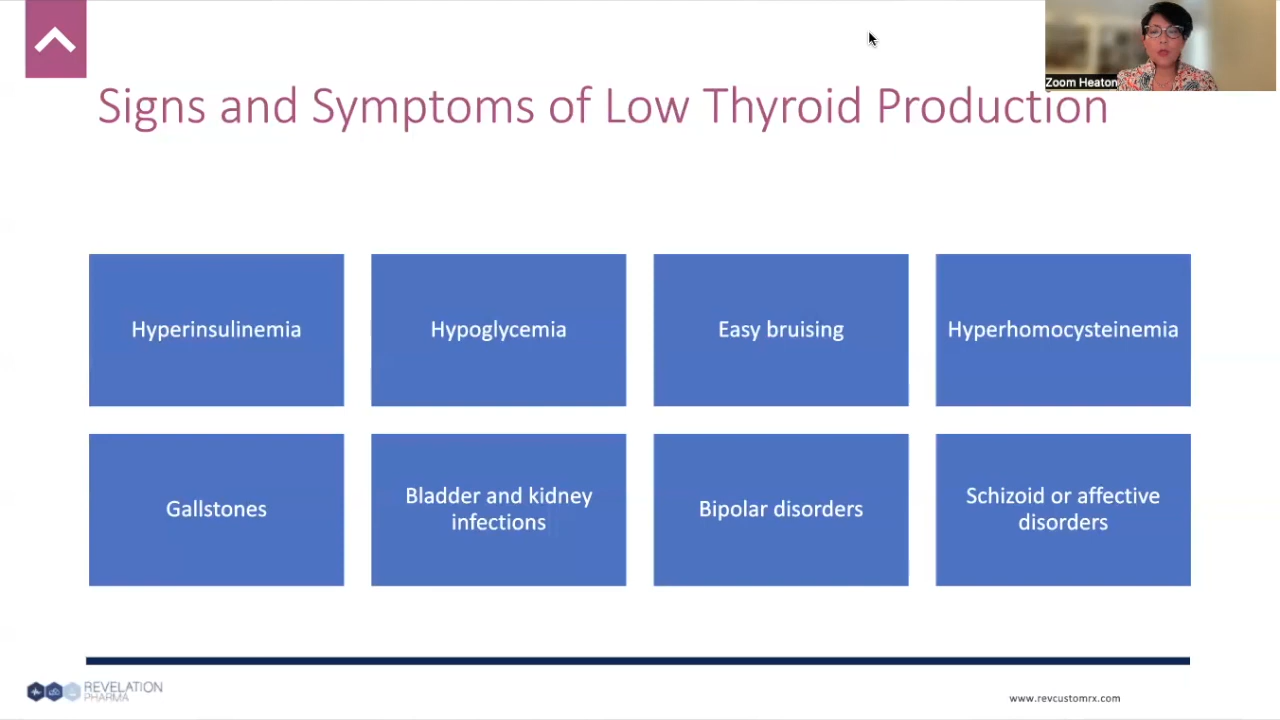 Zoom Heaton
Signs and Symptoms of Low Thyroid Production
Hyperinsulinemia
Hypoglycemia
Easy bruising
Hyperhomocysteinemia
Gallstones
Bladder and kidney
infections
Bipolar disorders
Schizoid or affective
disorders
REVELATION
PHARMA
www.revcustomrx.com